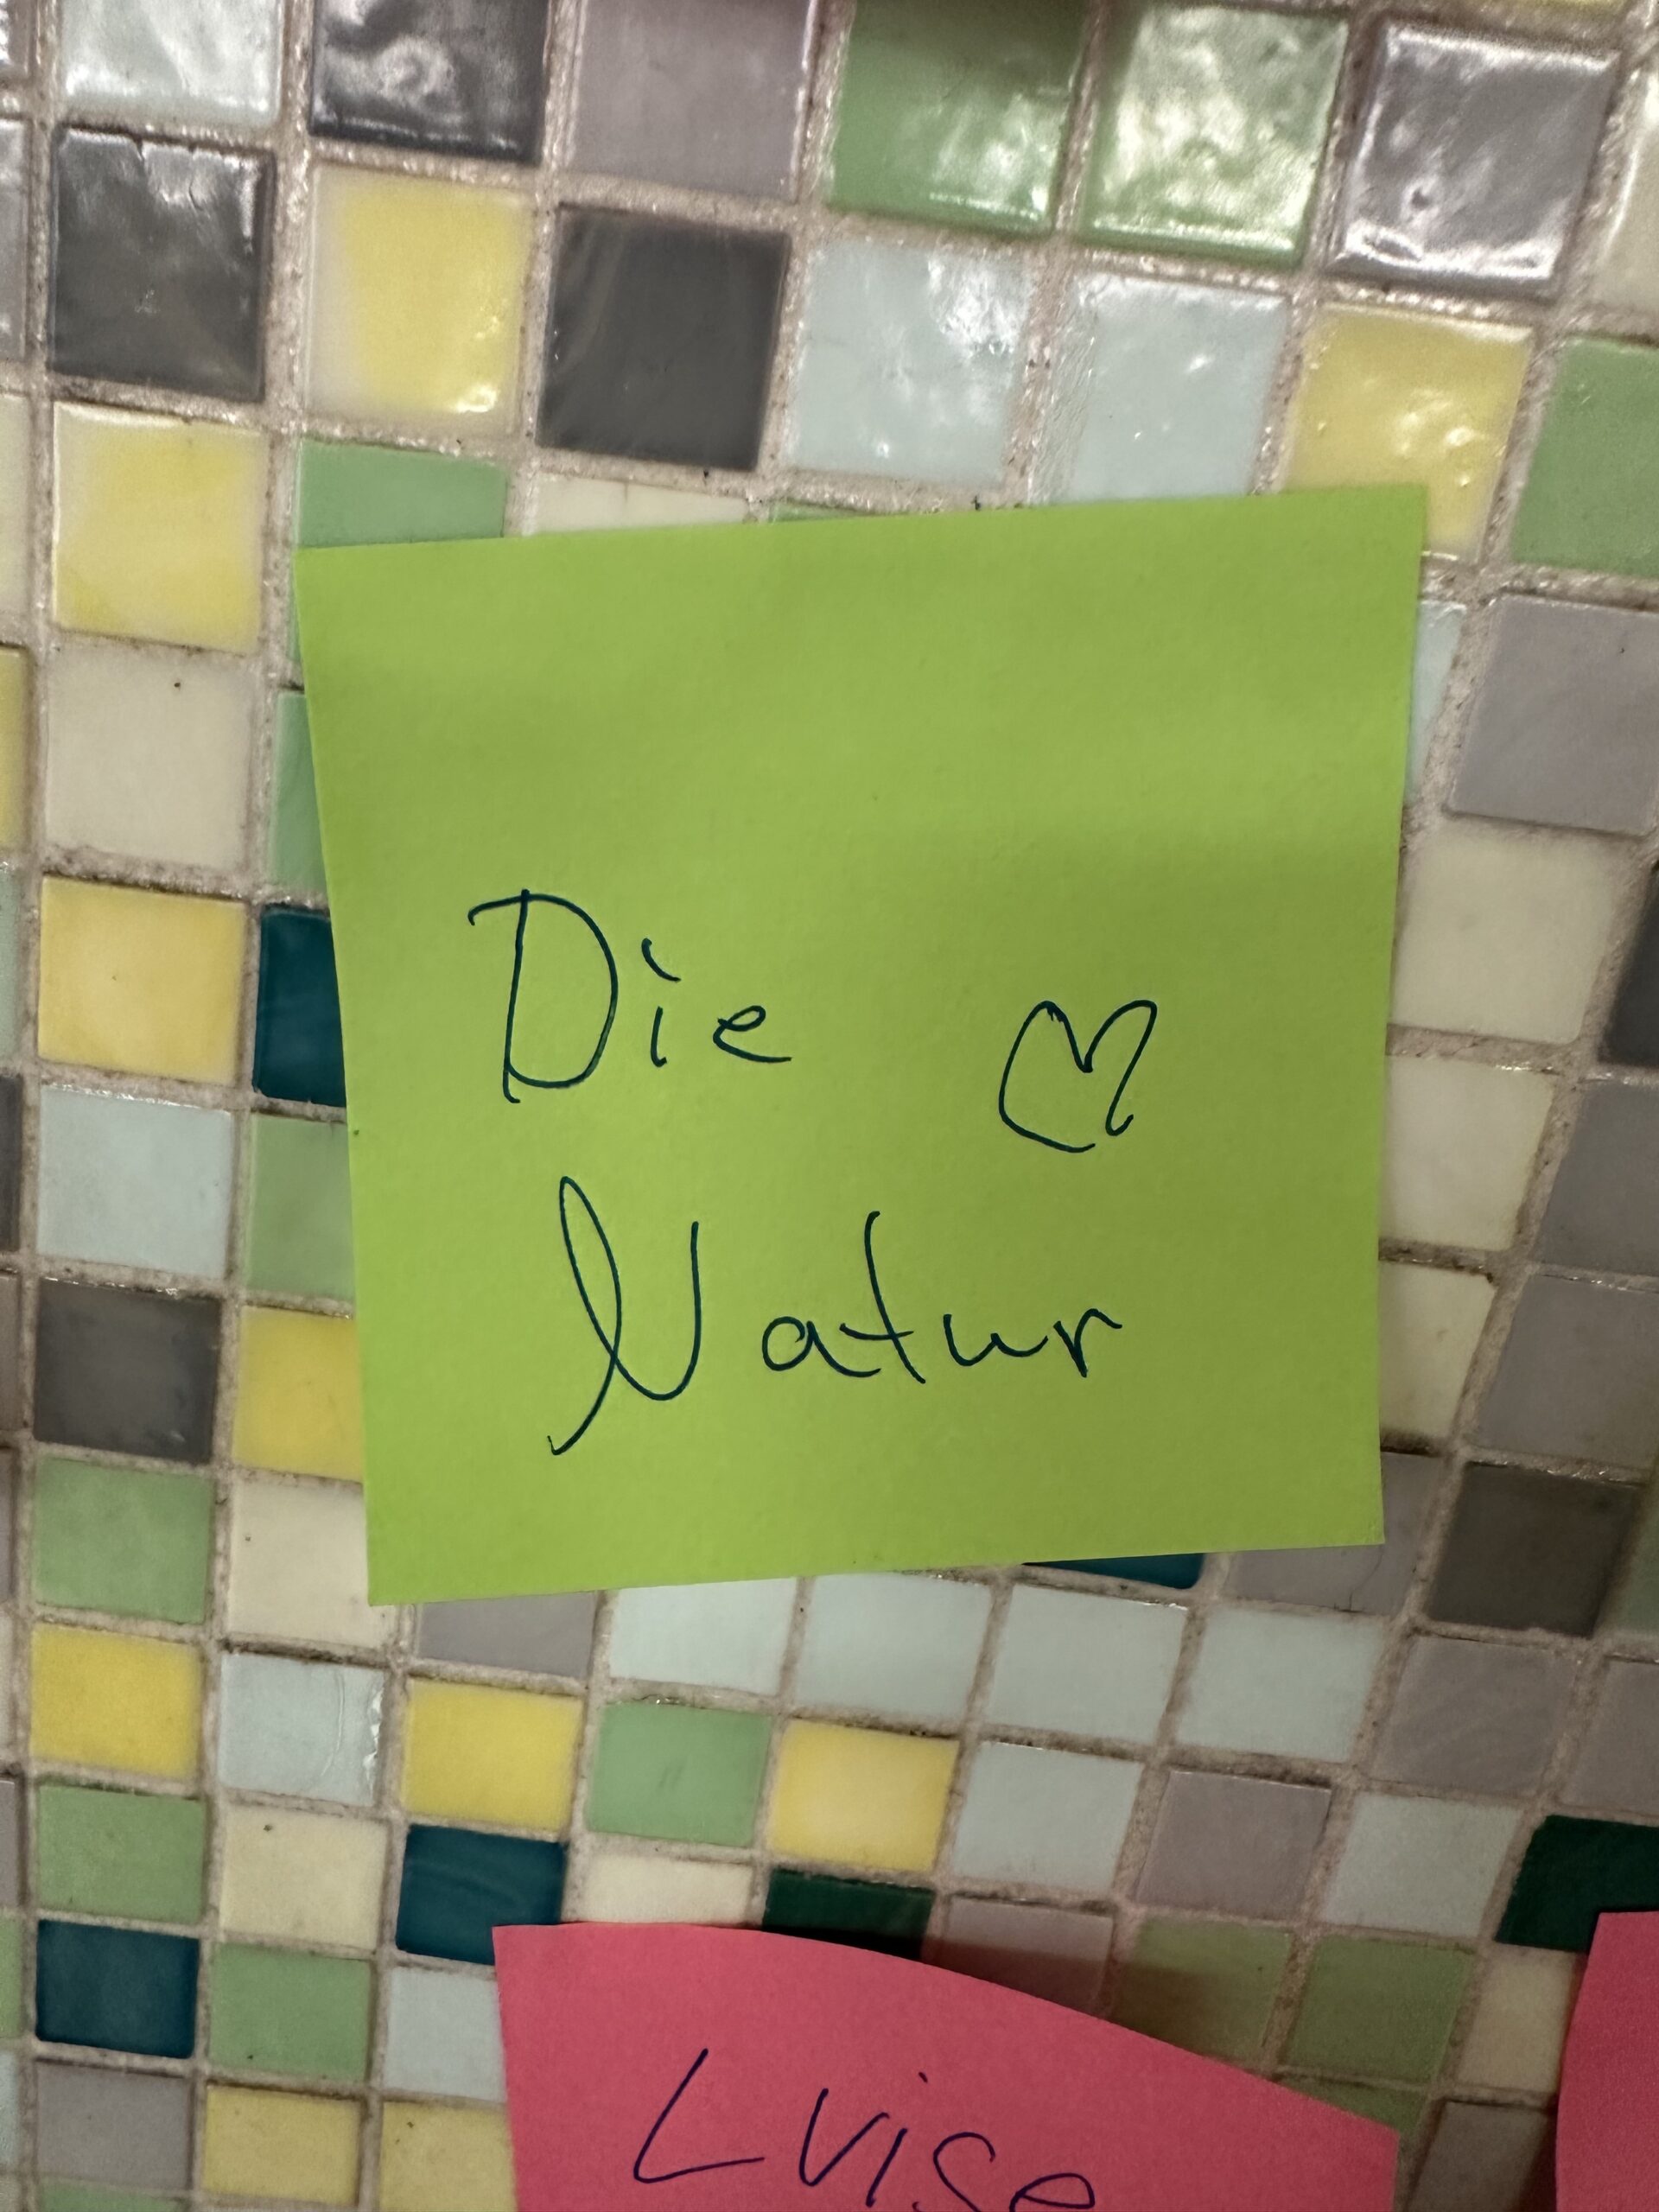 Die ♡
Natur
Luise